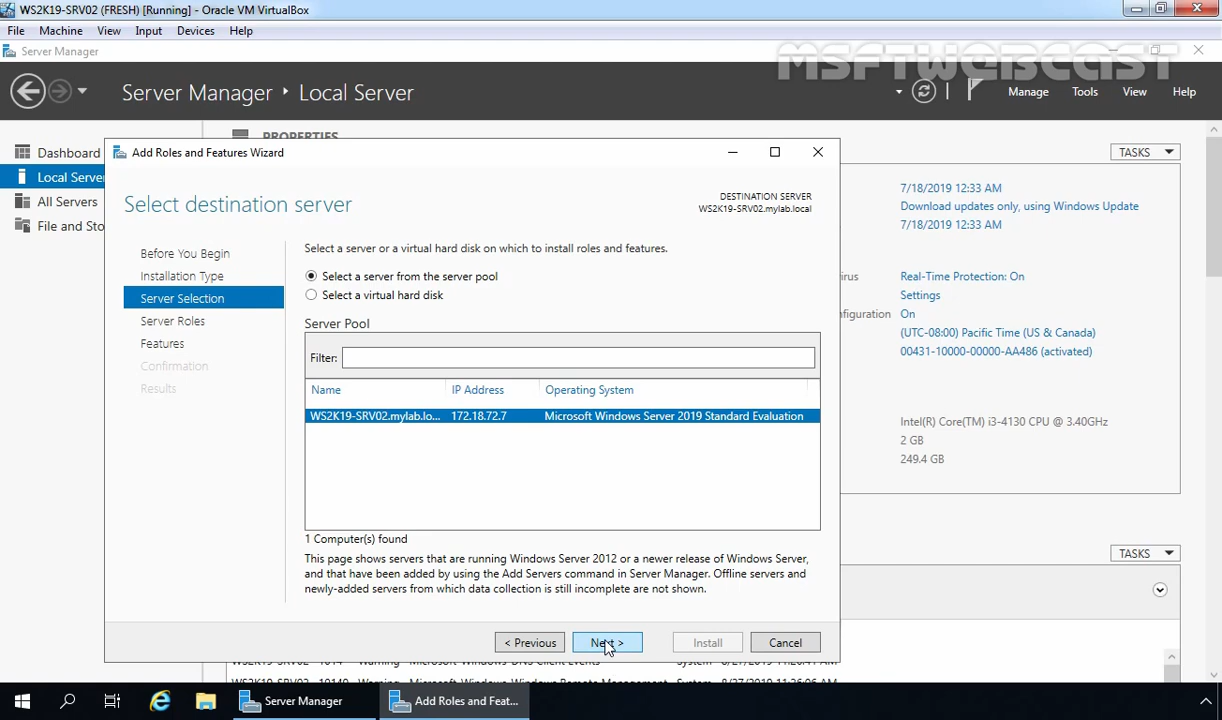 WS2K19-SRV02 (FRESH) [Running] - Oracle VM VirtualBox
File Machine View Input Devices Help
Server Manager
MSFTWEBCAST
Server Manager • Local Server
Manage Tools View Help
PROPERTIES
Dashboard
Local Server
All Servers
File and Sto
TASKS
Add Roles and Features Wizard
Select destination server
DESTINATION SERVER
WS2K19-SRV02.mylab.local
Before You Begin
Installation Type
Server Selection
Server Roles
Features
Confirmation
Results
Select a server or a virtual hard disk on which to install roles and features.
Select a server from the server pool
Select a virtual hard disk
Server Pool
Filter:
Name IP Address Operating System
WS2K19-SRV02.mylab.lo... 172.18.72.7 Microsoft Windows Server 2019 Standard Evaluation
1 Computer(s) found
This page shows servers that are running Windows Server 2012 or a newer release of Windows Server,
and that have been added by using the Add Servers command in Server Manager. Offline servers and
newly-added servers from which data collection is still incomplete are not shown.
< Previous Next > Install Cancel
7/18/2019 12:33 AM
Download updates only, using Windows Update
7/18/2019 12:33 AM
irus Real-Time Protection: On
Settings
figuration On
(UTC-08:00) Pacific Time (US & Canada)
00431-10000-00000-AA486 (activated)
Intel(R) Core(TM) i3-4130 CPU @ 3.40GHz
2 GB
249.4 GB
TASKS
Server Manager
Add Roles and Feat...